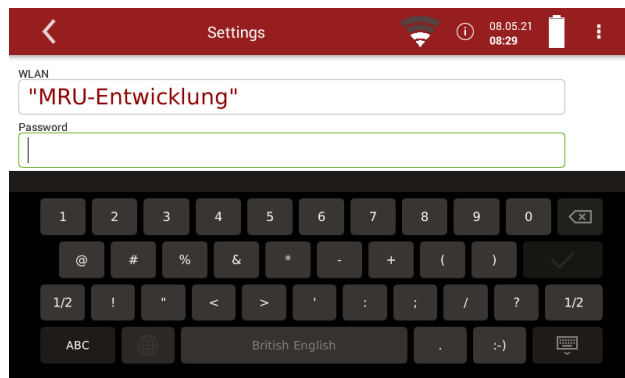 Settings
08.05.21
08:29
WLAN
"MRU-Entwicklung"
Password
1 2 3 4 5 6 7 8 9 0
@ # % & * - + ( )
1/2 ! " < > ' : ; / ? 1/2
ABC British English . :-)